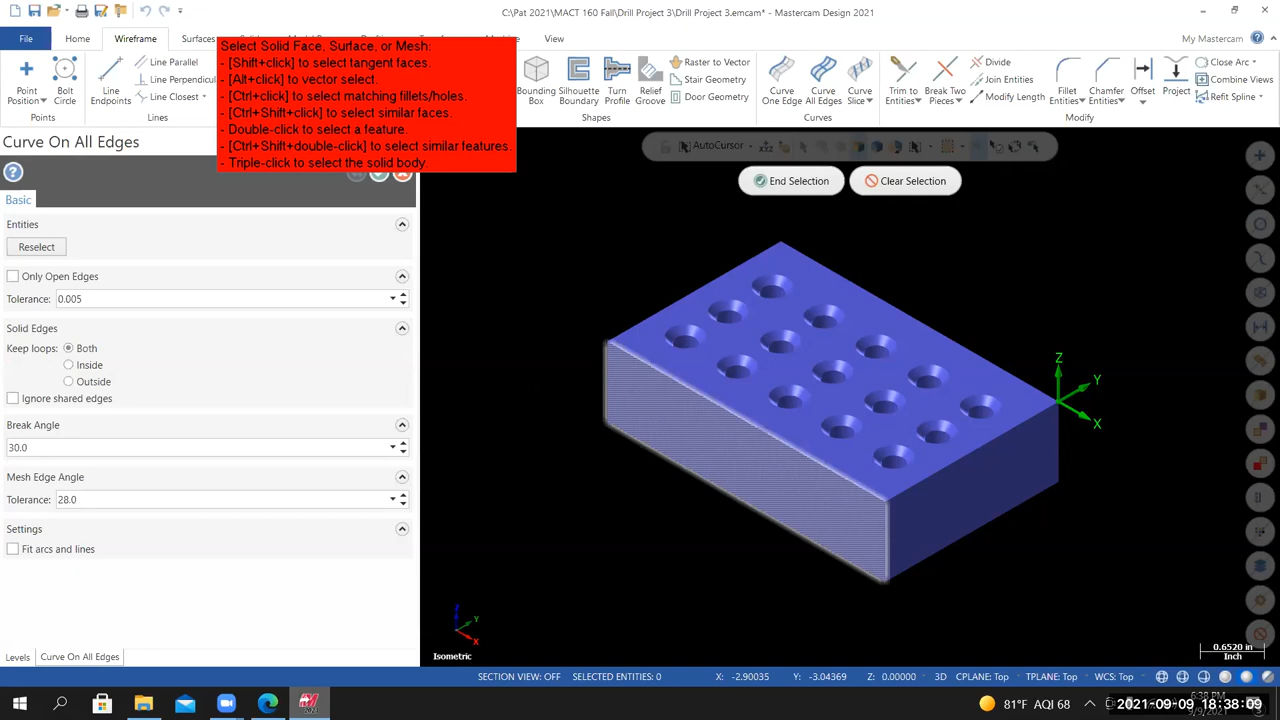 C:\Pat 2021\MACT 160 Fall\Drill Project 3\Drill Project 3.emcam* - Mastercam Design 2021
File
Home
Wireframe
Surfaces
View
My Mastercam
Select Solid Face, Surface, or Mesh:
- [Shift+click] to select tangent faces.
- [Alt+click] to vector select.
- [Ctrl+click] to select matching fillets/holes.
- [Ctrl+Shift+click] to select similar faces.
- Double-click to select a feature.
- [Ctrl+Shift+double-click] to select similar features.
- Triple-click to select the solid body.
Point Position
Bolt Circle
Points
Line Endpoints
Line Parallel
Line Perpendicu
Line Closest
Lines
Bounding Box
Silhouette Boundary
Turn Profile
Relief Groove
Raster to Vector
Stair Geometry
Door Geometry
Shapes
Curve One Edge
Curve All Edges
Curve Slice
Curves
Trim to Entities
Break Two Pieces
Divide
Join Entities
Modify Length
Fillet Entities
Chamfer Entities
Offset
Project
Close Arc
Combine Views
Refit Spline
Modify
Curve On All Edges
Basic
Entities
Reselect
Only Open Edges
Tolerance: 0.005
Solid Edges
Keep loops: Both
Inside
Outside
Ignore shared edges
Break Angle
30.0
Mesh Edge Angle
Tolerance: 28.0
Settings
Fit arcs and lines
Levels
Curve On All Edges
AutoCursor
End Selection
Clear Selection
Z
Y
X
Z
Y
X
Isometric
0.6520 in
Inch
SECTION VIEW: OFF
SELECTED ENTITIES: 0
X: -2.90035
Y: -3.04369
Z: 0.00000
3D
CPLANE: Top
TPLANE: Top
WCS: Top
81°F AQI 68
6:38 PM
2021-09-09 18:38:09
9/9/2021